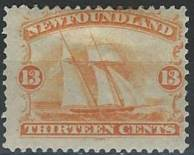 NEWFOUNDLAND
13 13
THIRTEEN CENTS